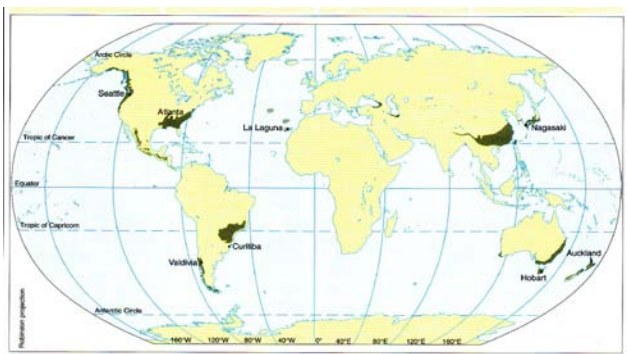 Arctic Circle
Seattle
Atlanta
La Laguna
Nagasaki
Tropic of Cancer
Equator
Tropic of Capricorn
Curitiba
Valdivia
Auckland
Hobart
Antarctic Circle
160°W 120°W 80°W 40°W 0° 40°E 80°E 120°E 160°E
Robinson projection